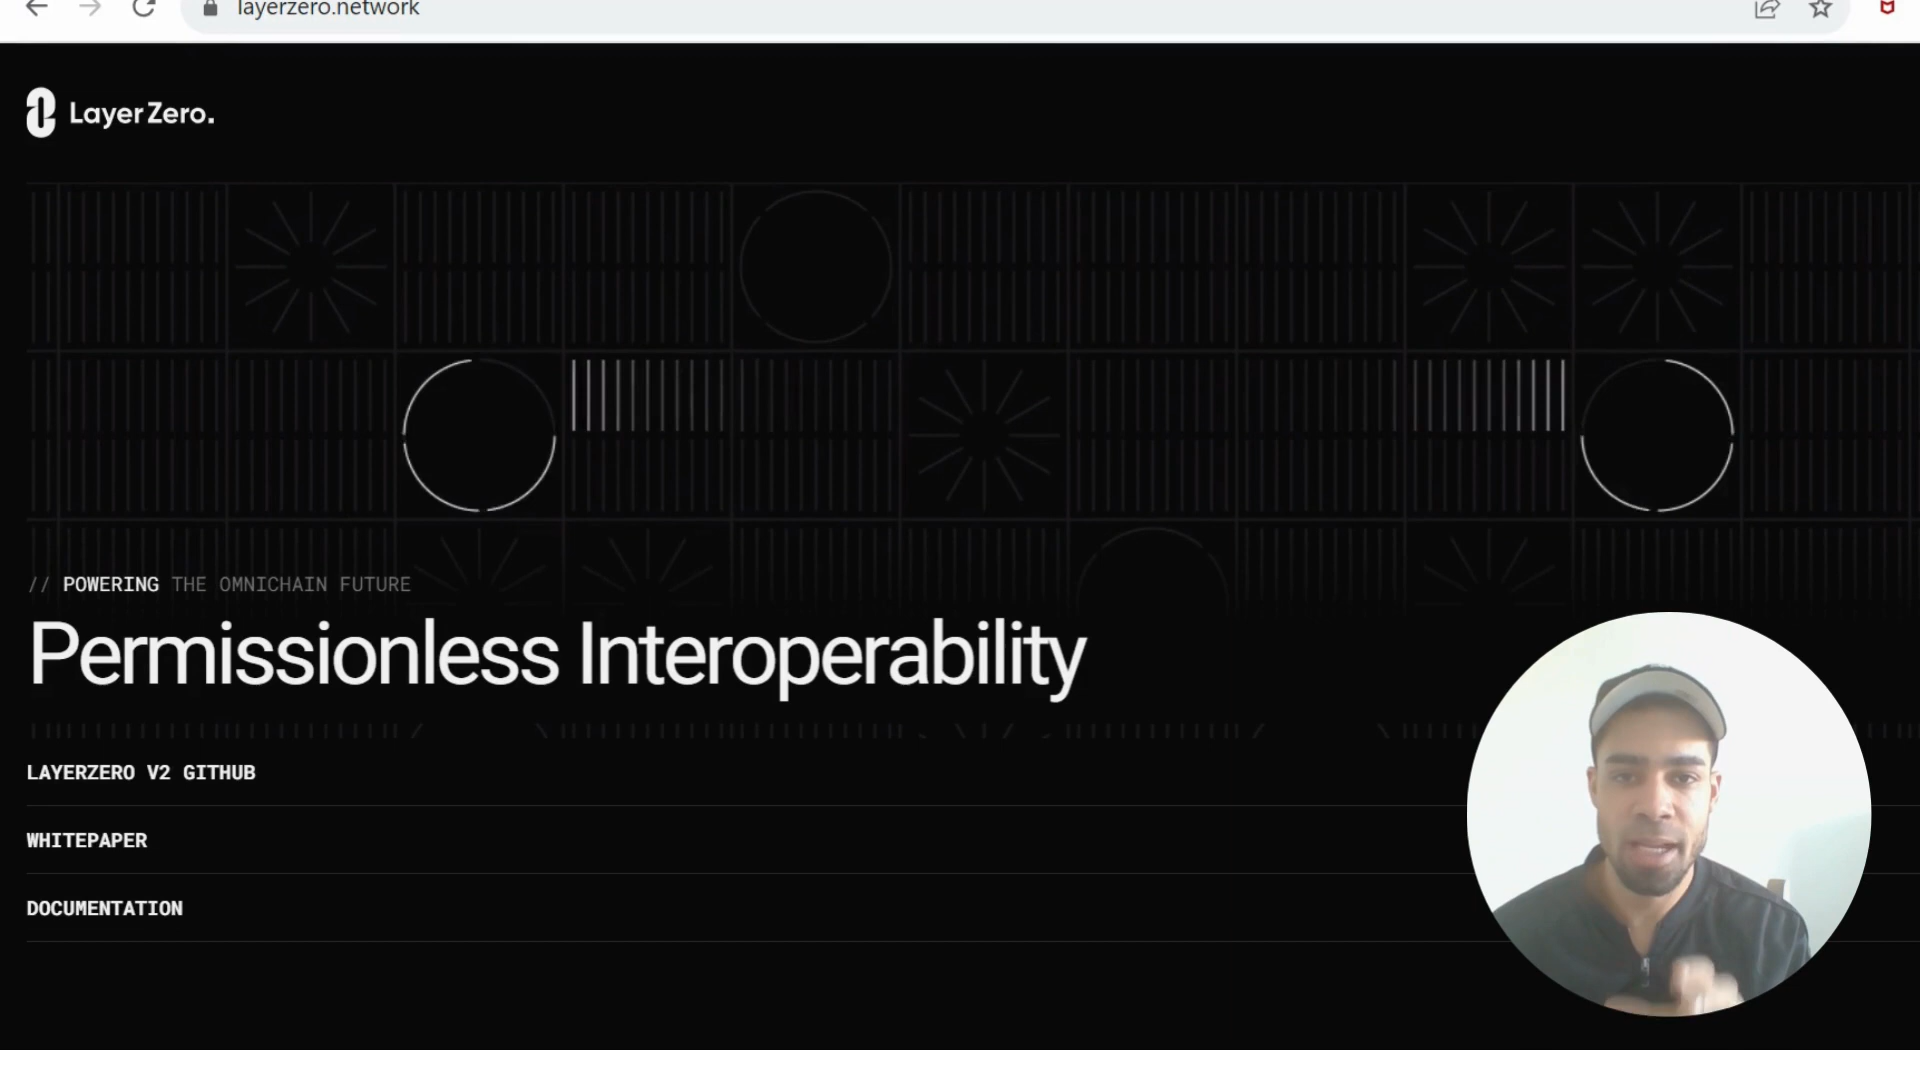 layerzero.network
LayerZero.
// POWERING THE OMNICHAIN FUTURE
Permissionless Interoperability
LAYERZERO V2 GITHUB
WHITEPAPER
DOCUMENTATION